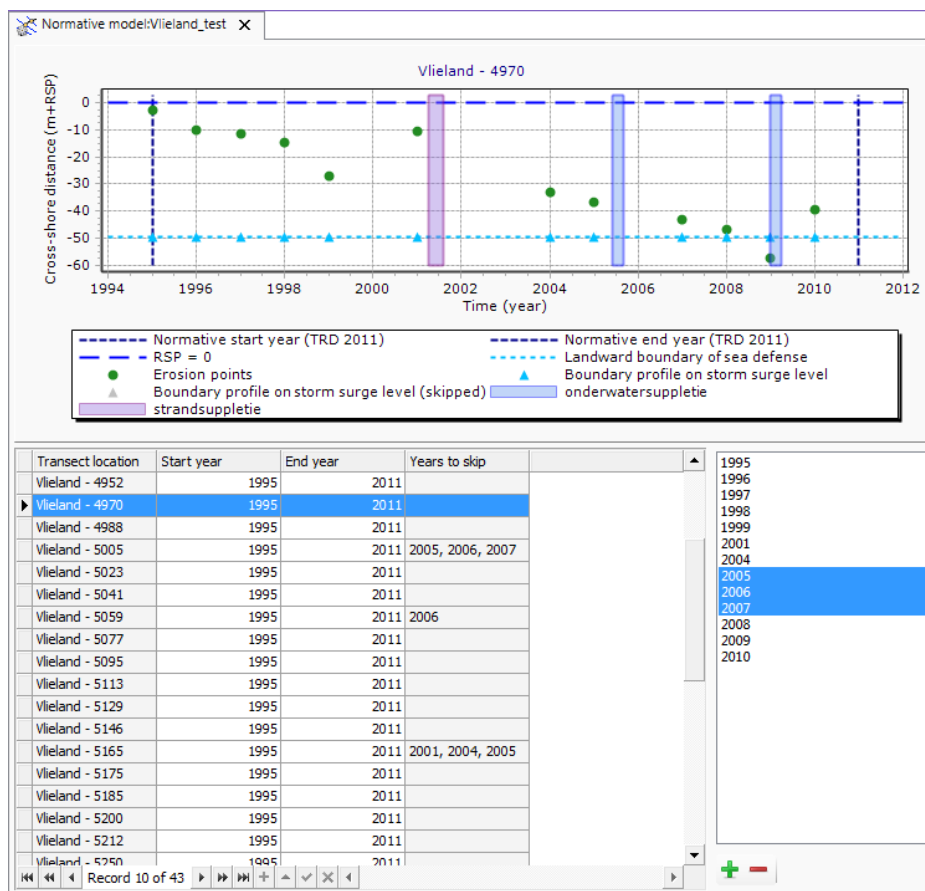 Normative model:Vlieland_test
Vlieland - 4970
Cross-shore distance (m+RSP)
0
-10
-20
-30
-40
-50
-60
1994 1996 1998 2000 2002 2004 2006 2008 2010 2012
Time (year)
Normative start year (TRD 2011) Normative end year (TRD 2011)
RSP = 0 Landward boundary of sea defense
Erosion points Boundary profile on storm surge level
Boundary profile on storm surge level (skipped) onderwatersuppletie
strandsuppletie
Transect location Start year End year Years to skip
Vlieland - 4952 1995 2011
Vlieland - 4970 1995 2011
Vlieland - 4988 1995 2011
Vlieland - 5005 1995 2011 2005, 2006, 2007
Vlieland - 5023 1995 2011
Vlieland - 5041 1995 2011
Vlieland - 5059 1995 2011 2006
Vlieland - 5077 1995 2011
Vlieland - 5095 1995 2011
Vlieland - 5113 1995 2011
Vlieland - 5129 1995 2011
Vlieland - 5146 1995 2011
Vlieland - 5165 1995 2011 2001, 2004, 2005
Vlieland - 5175 1995 2011
Vlieland - 5185 1995 2011
Vlieland - 5200 1995 2011
Vlieland - 5212 1995 2011
Vlieland - 5250 1995 2011
Record 10 of 43
1995
1996
1997
1998
1999
2001
2004
2005
2006
2007
2008
2009
2010